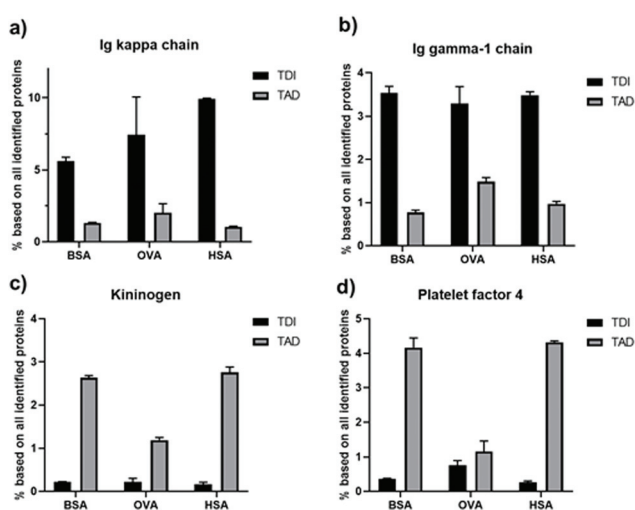 a)
Ig kappa chain
% based on all identified proteins
10
5
0
BSA
OVA
HSA
TDI
TAD
b)
Ig gamma-1 chain
% based on all identified proteins
4
3
2
1
0
BSA
OVA
HSA
TDI
TAD
c)
Kininogen
% based on all identified proteins
4
3
2
1
0
BSA
OVA
HSA
TDI
TAD
d)
Platelet factor 4
% based on all identified proteins
5
4
3
2
1
0
BSA
OVA
HSA
TDI
TAD